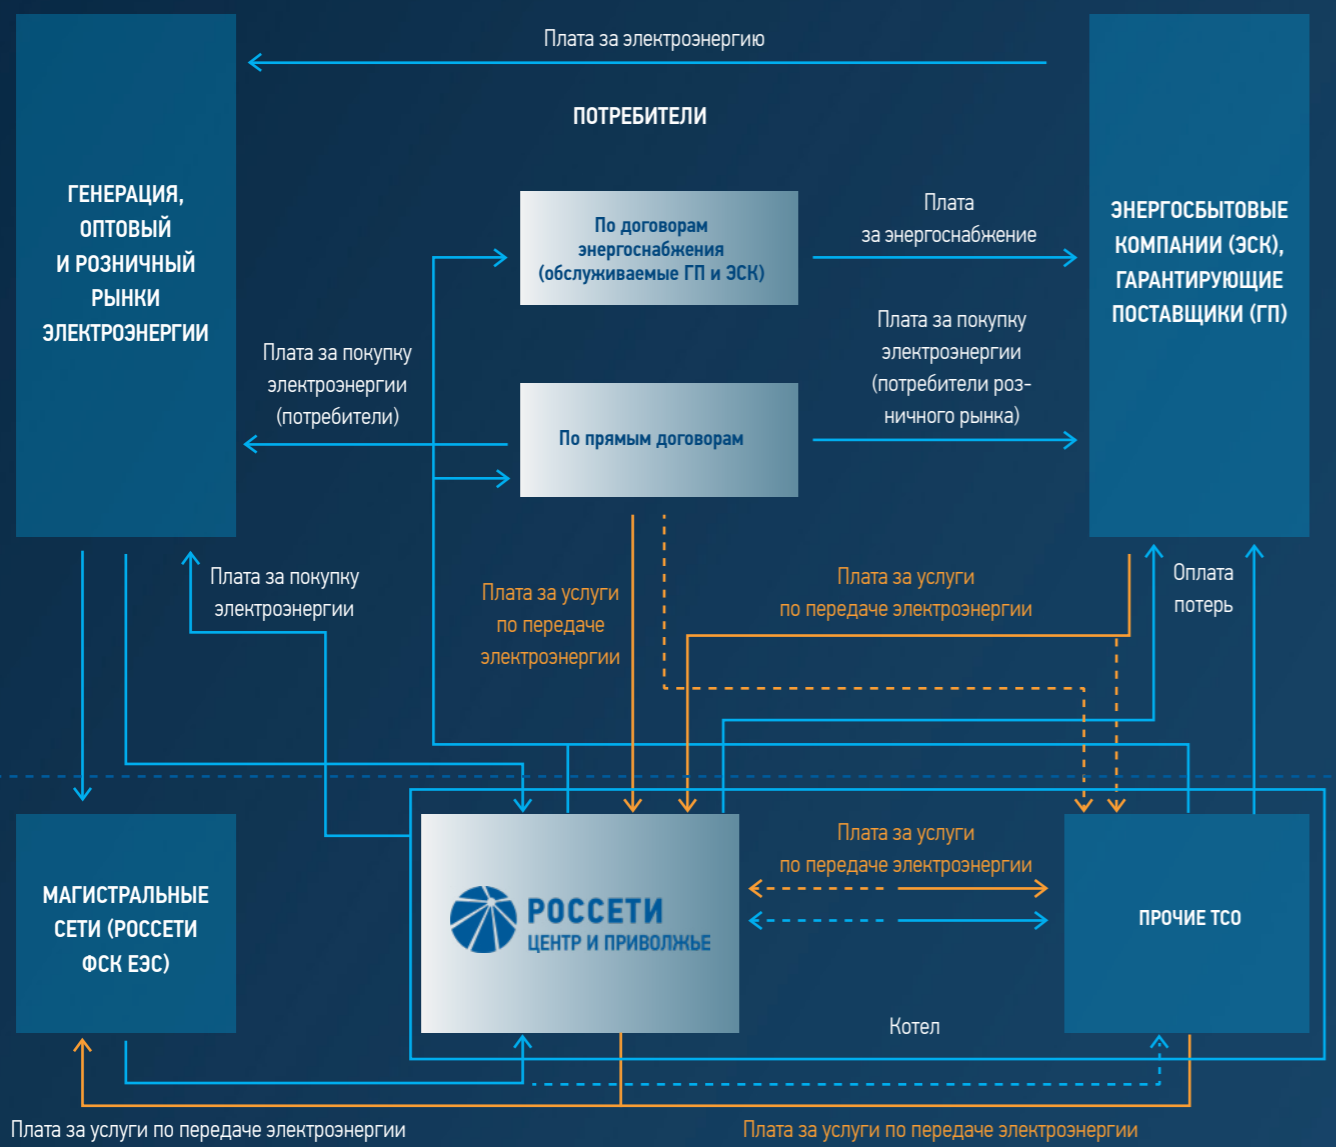 Плата за электроэнергию
ПОТРЕБИТЕЛИ
ГЕНЕРАЦИЯ,
ОПТОВЫЙ
И РОЗНИЧНЫЙ
РЫНКИ
ЭЛЕКТРОЭНЕРГИИ
По договорам
энергоснабжения
(обслуживаемые ГП и ЭСК)
Плата
за энергоснабжение
ЭНЕРГОСБЫТОВЫЕ
КОМПАНИИ (ЭСК),
ГАРАНТИРУЮЩИЕ
ПОСТАВЩИКИ (ГП)
Плата за покупку
электроэнергии
(потребители)
По прямым договорам
Плата за покупку
электроэнергии
(потребители роз-
ничного рынка)
Плата за покупку
электроэнергии
Плата за услуги
по передаче
электроэнергии
Плата за услуги
по передаче электроэнергии
Оплата
потерь
МАГИСТРАЛЬНЫЕ
СЕТИ (РОССЕТИ
ФСК ЕЭС)
РОССЕТИ
ЦЕНТР И ПРИВОЛЖЬЕ
Плата за услуги
по передаче электроэнергии
ПРОЧИЕ ТСО
Котел
Плата за услуги по передаче электроэнергии
Плата за услуги по передаче электроэнергии